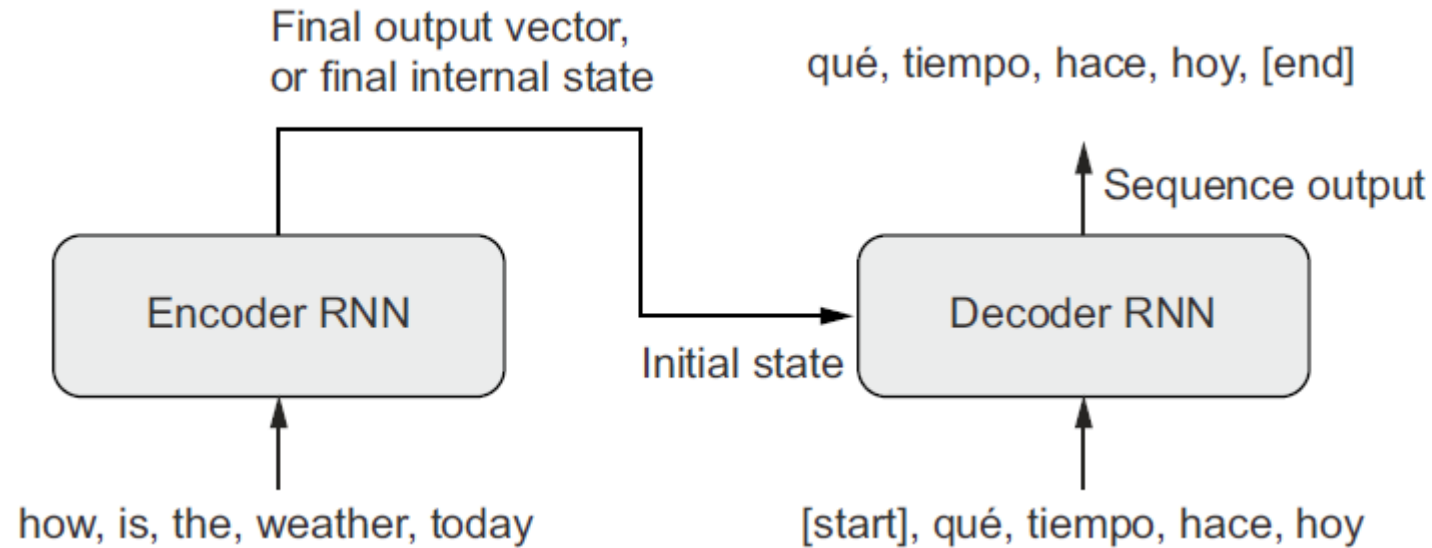 Final output vector,
or final internal state
qué, tiempo, hace, hoy, [end]
Sequence output
Encoder RNN
Decoder RNN
Initial state
how, is, the, weather, today
[start], qué, tiempo, hace, hoy